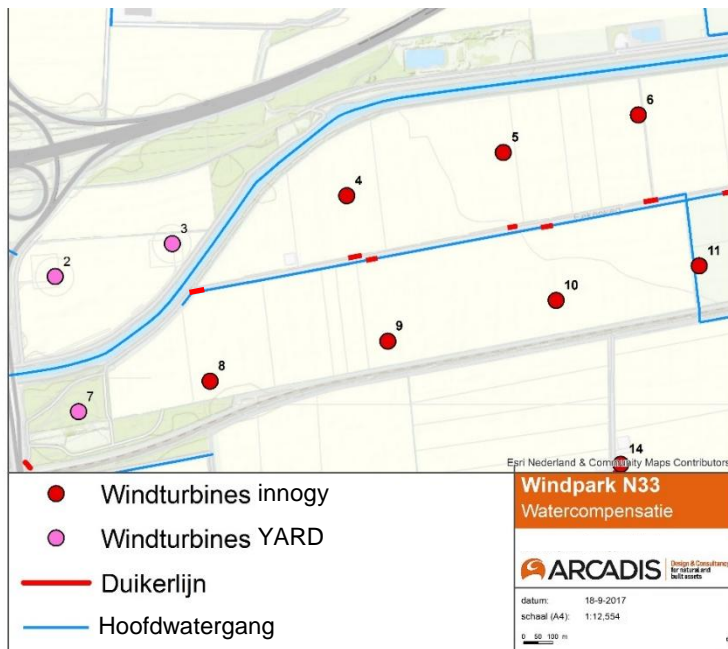 6
5
4
3
2
11
10
9
8
7
14
Esri Nederland & Community Maps Contributors
Windturbines innogy
Windturbines YARD
Duikerlijn
Hoofdwatergang
Windpark N33
Watercompensatie
ARCADIS
Design & Consultancy
for natural and
built assets
datum: 18-9-2017
schaal (A4): 1:12,554
0 50 100 m